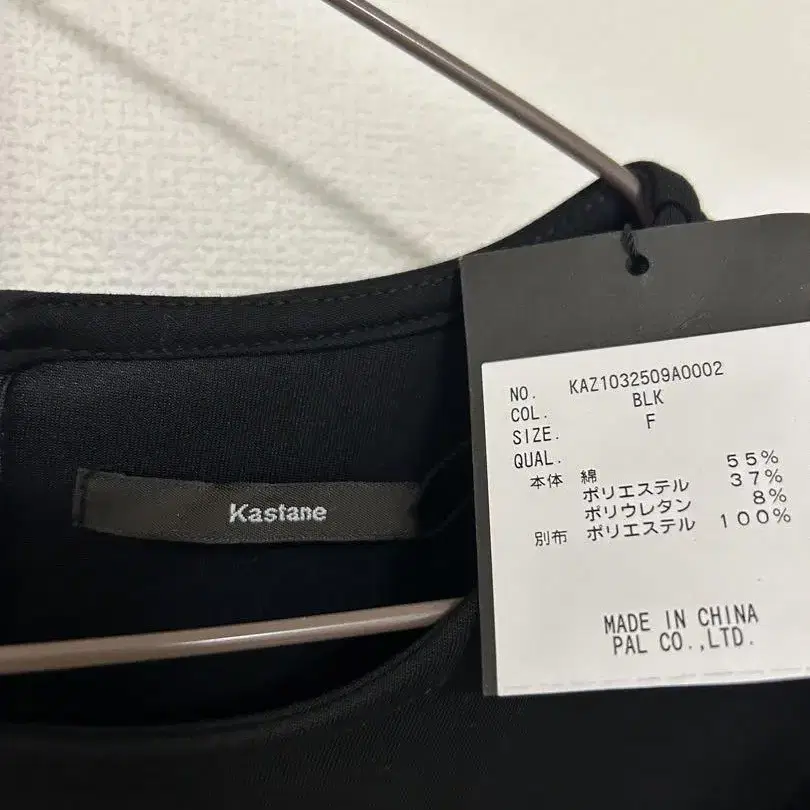 Kastane
NO. KAZ1032509A0002
COL. BLK
SIZE. F
QUAL.
本体 綿 55%
ポリエステル 37%
ポリウレタン 8%
別布 ポリエステル 100%
MADE IN CHINA
PAL CO.,LTD.